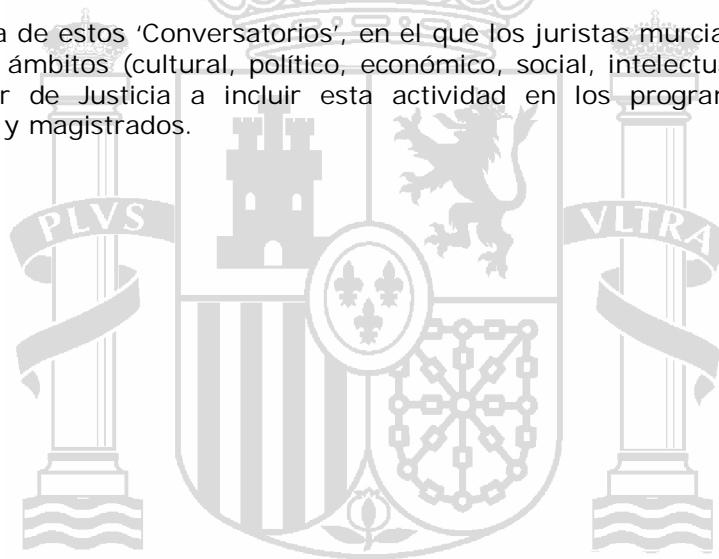 a de estos ‘Conversatorios’, en el que los juristas murcia
ámbitos (cultural, político, económico, social, intelectu
r de Justicia a incluir esta actividad en los program
y magistrados.
PLVS
VLTRA